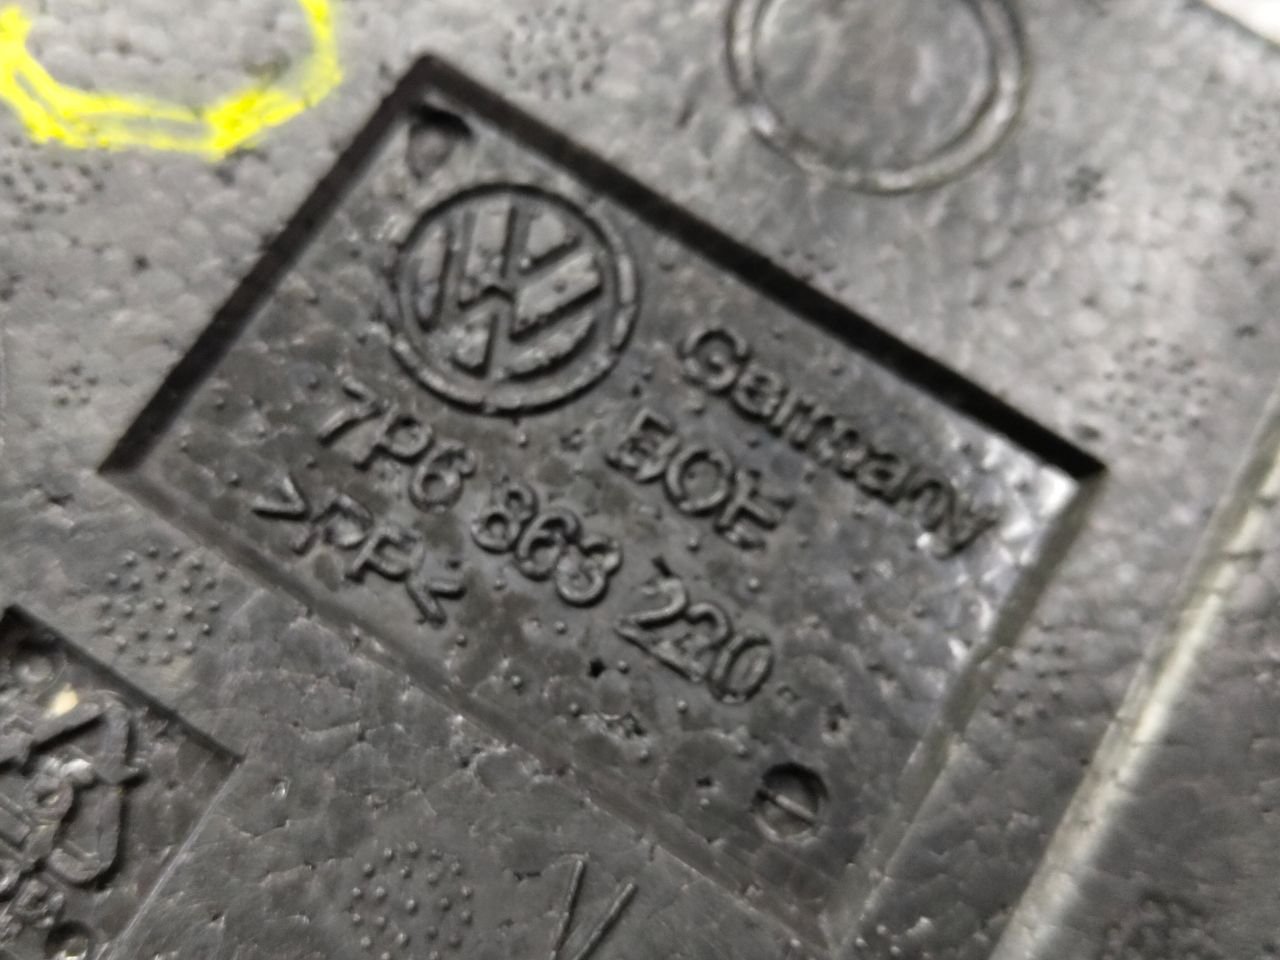 Germany
BOE
7P6 863 220
>PP<